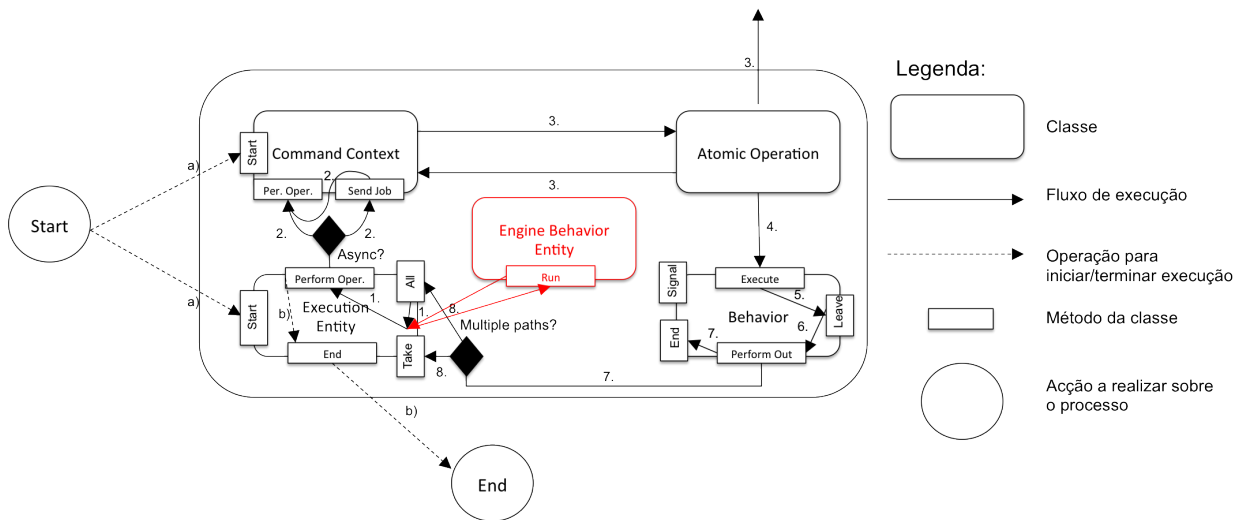 3.
Legenda:
Classe
Fluxo de execução
Operação para
iniciar/terminar execução
Método da classe
Acção a realizar sobre
o processo
Start
a)
a)
Start
Command Context
2.
Per. Oper.
Send Job
2.
2.
Async?
3.
3.
Atomic Operation
4.
Engine Behavior
Entity
Run
Perform Oper.
All
Start
Execution
Entity
1.
1.
8.
b)
End
Take
Multiple paths?
8.
7.
Signal
Execute
5.
Leave
Behavior
6.
End
7.
Perform Out
b)
End